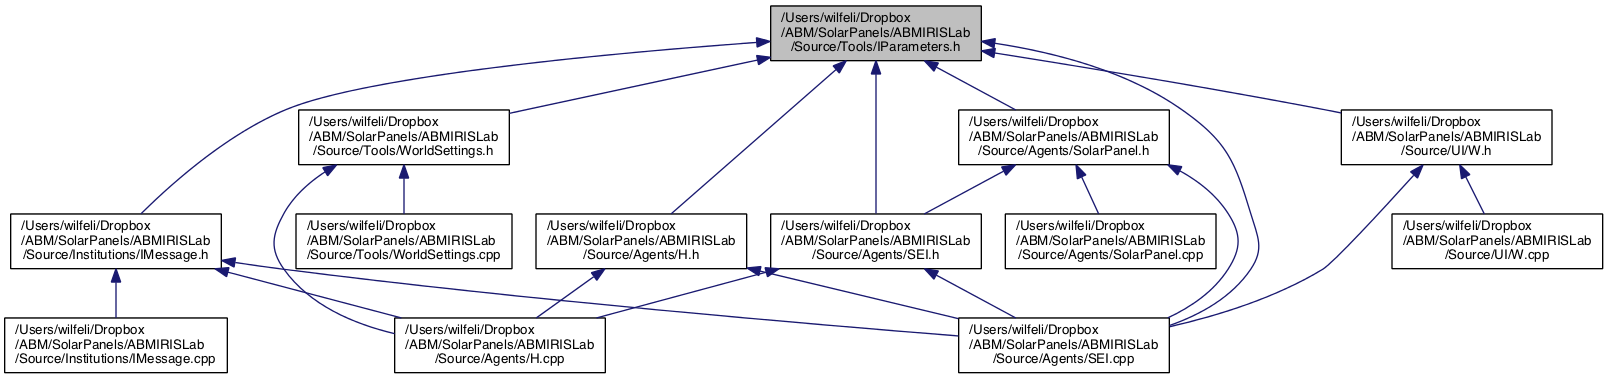 /Users/wilfeli/Dropbox
/ABM/SolarPanels/ABMIRISLab
/Source/Tools/IParameters.h
/Users/wilfeli/Dropbox
/ABM/SolarPanels/ABMIRISLab
/Source/Tools/WorldSettings.h
/Users/wilfeli/Dropbox
/ABM/SolarPanels/ABMIRISLab
/Source/Agents/SolarPanel.h
/Users/wilfeli/Dropbox
/ABM/SolarPanels/ABMIRISLab
/Source/UI/W.h
/Users/wilfeli/Dropbox
/ABM/SolarPanels/ABMIRISLab
/Source/Institutions/IMessage.h
/Users/wilfeli/Dropbox
/ABM/SolarPanels/ABMIRISLab
/Source/Tools/WorldSettings.cpp
/Users/wilfeli/Dropbox
/ABM/SolarPanels/ABMIRISLab
/Source/Agents/H.h
/Users/wilfeli/Dropbox
/ABM/SolarPanels/ABMIRISLab
/Source/Agents/SEI.h
/Users/wilfeli/Dropbox
/ABM/SolarPanels/ABMIRISLab
/Source/Agents/SolarPanel.cpp
/Users/wilfeli/Dropbox
/ABM/SolarPanels/ABMIRISLab
/Source/UI/W.cpp
/Users/wilfeli/Dropbox
/ABM/SolarPanels/ABMIRISLab
/Source/Institutions/IMessage.cpp
/Users/wilfeli/Dropbox
/ABM/SolarPanels/ABMIRISLab
/Source/Agents/H.cpp
/Users/wilfeli/Dropbox
/ABM/SolarPanels/ABMIRISLab
/Source/Agents/SEI.cpp